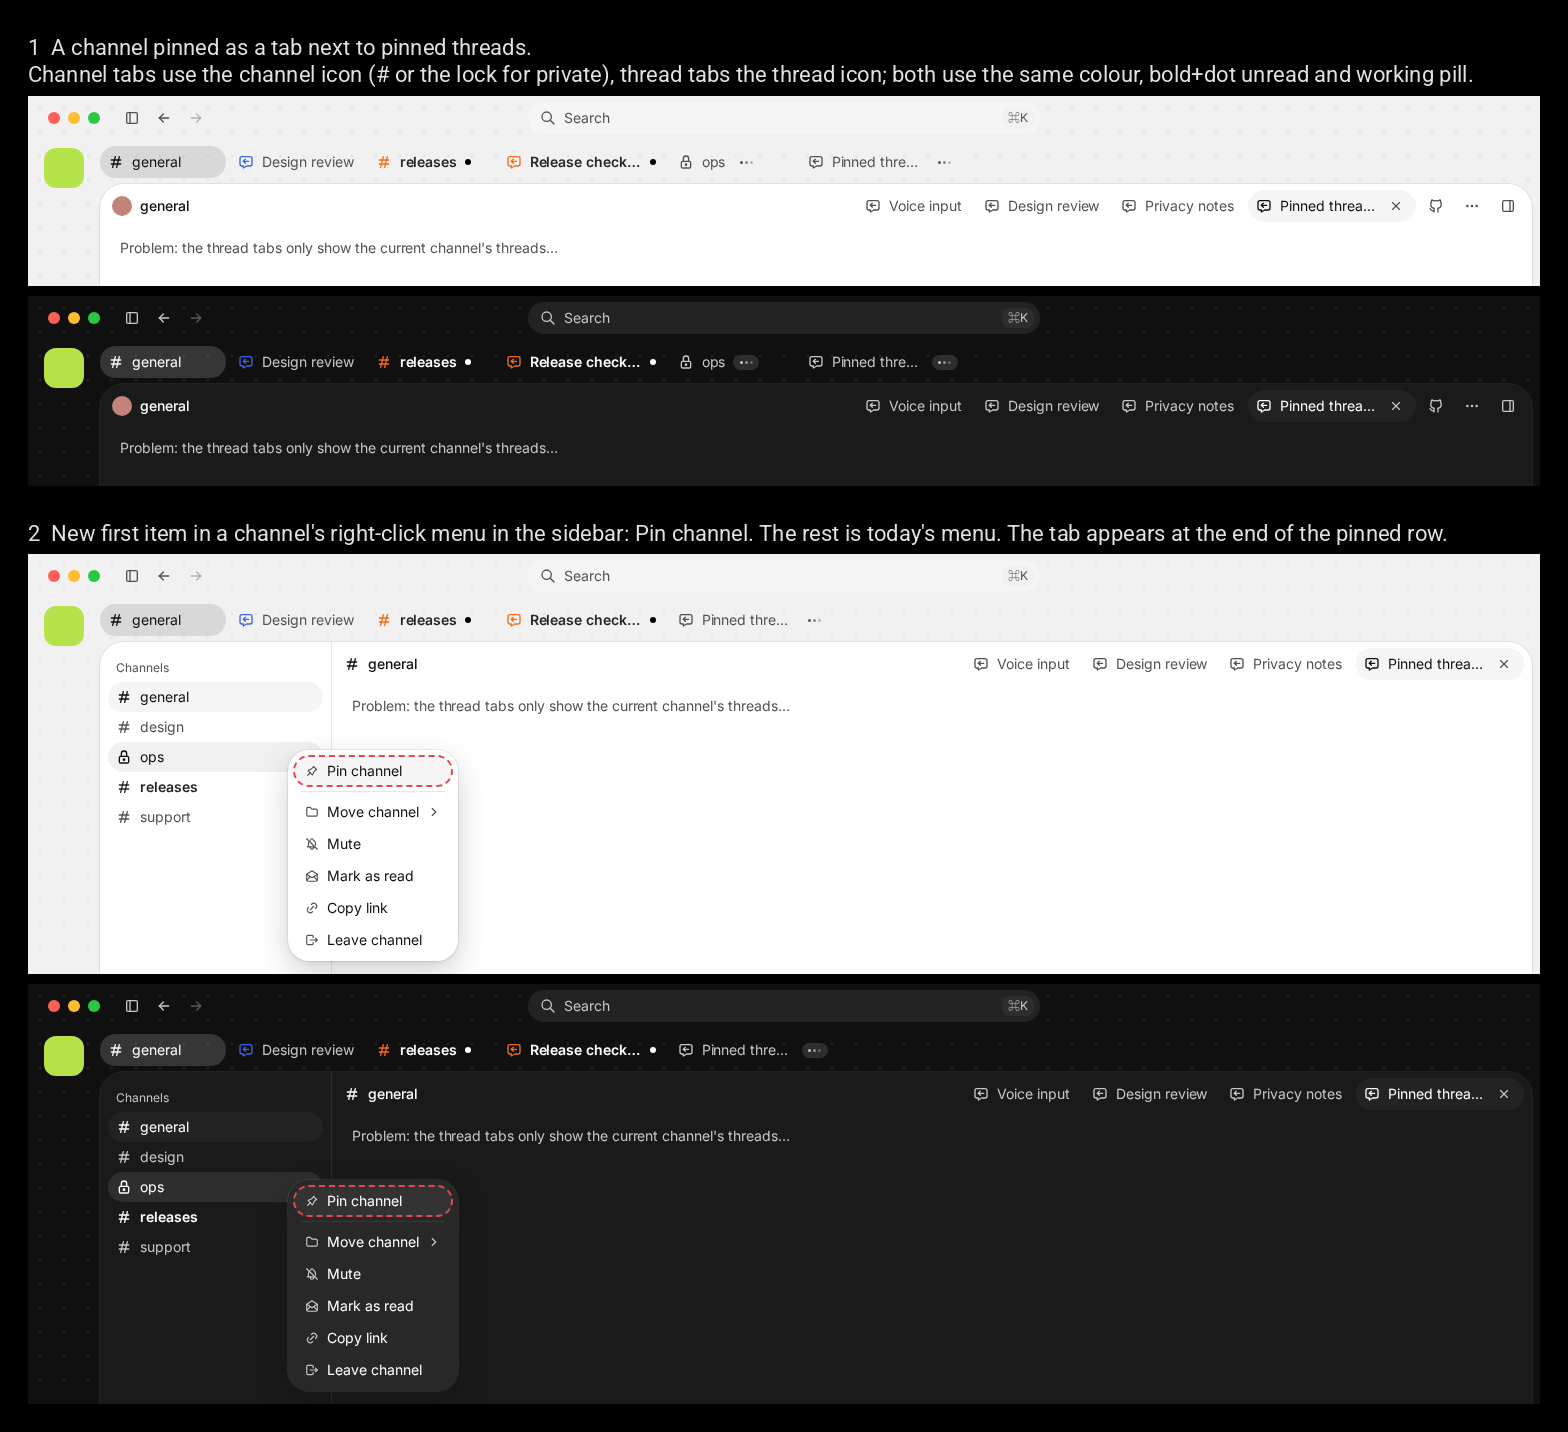 1 A channel pinned as a tab next to pinned threads.
Channel tabs use the channel icon (# or the lock for private), thread tabs the thread icon; both use the same colour, bold+dot unread and working pill.
Search ⌘K
# general Design review # releases Release check... ops Pinned thre...
general Voice input Design review Privacy notes Pinned threa...
Problem: the thread tabs only show the current channel's threads...
Search ⌘K
# general Design review # releases Release check... ops Pinned thre...
general Voice input Design review Privacy notes Pinned threa...
Problem: the thread tabs only show the current channel's threads...
2 New first item in a channel's right-click menu in the sidebar: Pin channel. The rest is today's menu. The tab appears at the end of the pinned row.
Search ⌘K
# general Design review # releases Release check... Pinned thre...
Channels
# general
# design
ops
# releases
# support
# general Voice input Design review Privacy notes Pinned threa...
Problem: the thread tabs only show the current channel's threads...
Pin channel
Move channel
Mute
Mark as read
Copy link
Leave channel
Search ⌘K
# general Design review # releases Release check... Pinned thre...
Channels
# general
# design
ops
# releases
# support
# general Voice input Design review Privacy notes Pinned threa...
Problem: the thread tabs only show the current channel's threads...
Pin channel
Move channel
Mute
Mark as read
Copy link
Leave channel